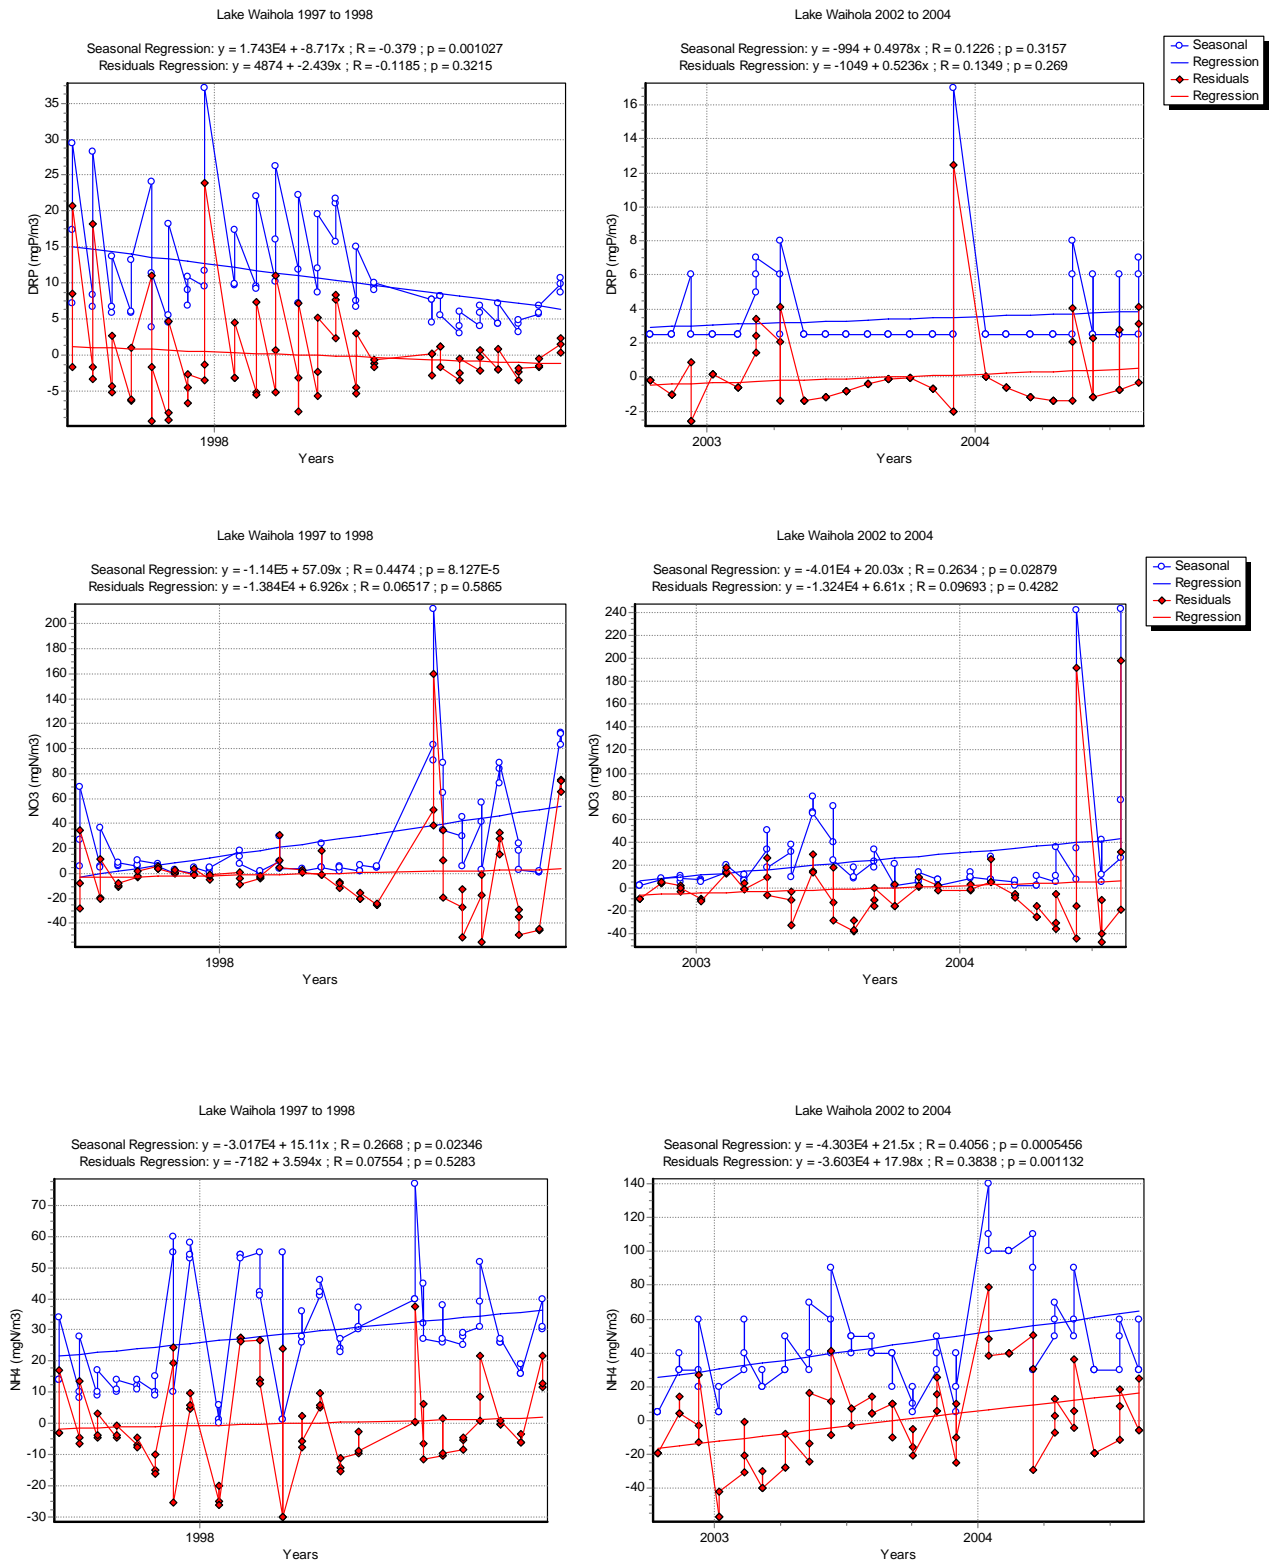 Lake Waihola 1997 to 1998
Seasonal Regression: y = 1.743E4 + -8.717x ; R = -0.379 ; p = 0.001027
Residuals Regression: y = 4874 + -2.439x ; R = -0.1185 ; p = 0.3215
35
30
25
20
15
10
5
0
-5
DRP (mgP/m3)
1998
Years
Lake Waihola 2002 to 2004
Seasonal Regression: y = -994 + 0.4978x ; R = 0.1226 ; p = 0.3157
Residuals Regression: y = -1049 + 0.5236x ; R = 0.1349 ; p = 0.269
16
14
12
10
8
6
4
2
0
-2
DRP (mgP/m3)
2003 2004
Years
Seasonal
Regression
Residuals
Regression
Lake Waihola 1997 to 1998
Seasonal Regression: y = -1.14E5 + 57.09x ; R = 0.4474 ; p = 8.127E-5
Residuals Regression: y = -1.384E4 + 6.926x ; R = 0.06517 ; p = 0.5865
200
180
160
140
120
100
80
60
40
20
0
-20
-40
NO3 (mgN/m3)
1998
Years
Lake Waihola 2002 to 2004
Seasonal Regression: y = -4.01E4 + 20.03x ; R = 0.2634 ; p = 0.02879
Residuals Regression: y = -1.324E4 + 6.61x ; R = 0.09693 ; p = 0.4282
240
220
200
180
160
140
120
100
80
60
40
20
0
-20
-40
NO3 (mgN/m3)
2003 2004
Years
Seasonal
Regression
Residuals
Regression
Lake Waihola 1997 to 1998
Seasonal Regression: y = -3.017E4 + 15.11x ; R = 0.2668 ; p = 0.02346
Residuals Regression: y = -7182 + 3.594x ; R = 0.07554 ; p = 0.5283
70
60
50
40
30
20
10
0
-10
-20
-30
NH4 (mgN/m3)
1998
Years
Lake Waihola 2002 to 2004
Seasonal Regression: y = -4.303E4 + 21.5x ; R = 0.4056 ; p = 0.0005456
Residuals Regression: y = -3.603E4 + 17.98x ; R = 0.3838 ; p = 0.001132
140
120
100
80
60
40
20
0
-20
-40
NH4 (mgN/m3)
2003 2004
Years